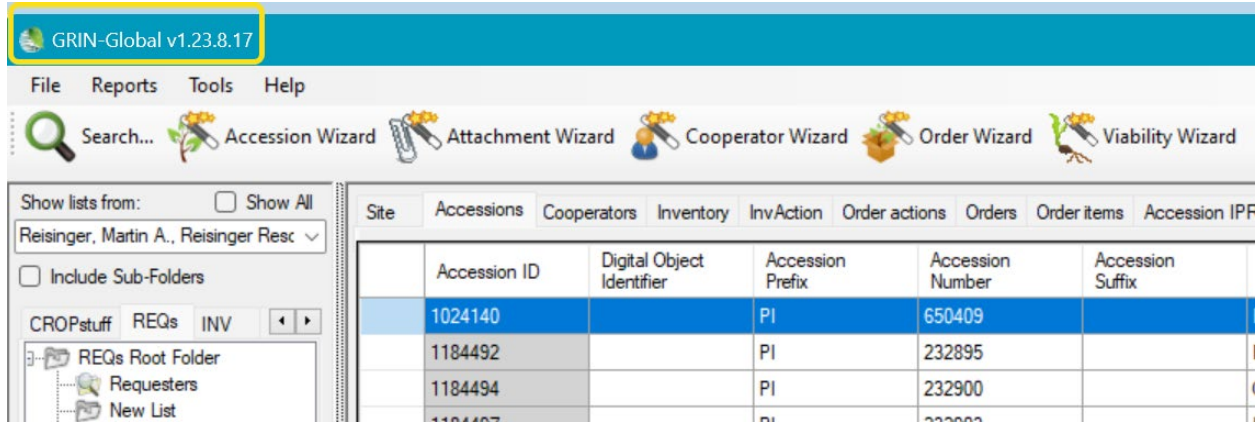 GRIN-Global v1.23.8.17
File Reports Tools Help
Search... Accession Wizard Attachment Wizard Cooperator Wizard Order Wizard Viability Wizard
Show lists from: Show All
Reisinger, Martin A., Reisinger Resc
Include Sub-Folders
CROPstuff REQs INV
REQs Root Folder
Requesters
New List
Site Accessions Cooperators Inventory InvAction Order actions Orders Order items Accession IPR
Accession ID Digital Object Identifier Accession Prefix Accession Number Accession Suffix
1024140 PI 650409
1184492 PI 232895
1184494 PI 232900